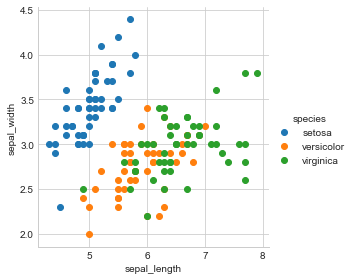 4.5
4.0
3.5
3.0
2.5
2.0
sepal_width
5
6
7
8
sepal_length
species
setosa
versicolor
virginica